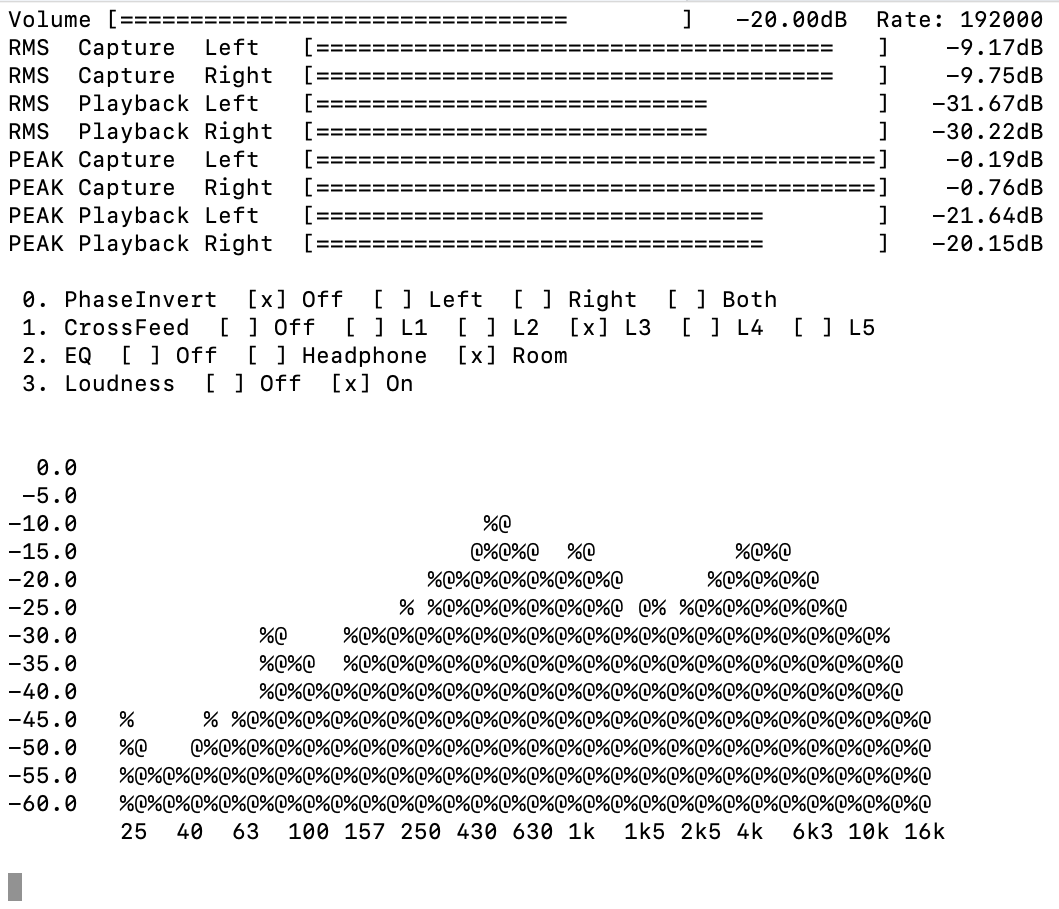 Volume [================================        ]   -20.00dB  Rate: 192000
RMS  Capture  Left   [=====================================   ]    -9.17dB
RMS  Capture  Right  [=====================================   ]    -9.75dB
RMS  Playback Left   [============================            ]   -31.67dB
RMS  Playback Right  [============================            ]   -30.22dB
PEAK Capture  Left   [========================================]    -0.19dB
PEAK Capture  Right  [========================================]    -0.76dB
PEAK Playback Left   [================================        ]   -21.64dB
PEAK Playback Right  [================================        ]   -20.15dB
 0. PhaseInvert  [x] Off  [ ] Left  [ ] Right  [ ] Both
 1. CrossFeed  [ ] Off  [ ] L1  [ ] L2  [x] L3  [ ] L4  [ ] L5
 2. EQ  [ ] Off  [ ] Headphone  [x] Room
 3. Loudness  [ ] Off  [x] On
  0.0
 -5.0
-10.0                             %@
-15.0                            @%@%@  %@          %@%@
-20.0                         %@%@%@%@%@%@%@      %@%@%@%@
-25.0                       % %@%@%@%@%@%@%@ @% %@%@%@%@%@%@
-30.0             %@    %@%@%@%@%@%@%@%@%@%@%@%@%@%@%@%@%@%@%@%
-35.0             %@%@  %@%@%@%@%@%@%@%@%@%@%@%@%@%@%@%@%@%@%@%@
-40.0             %@%@%@%@%@%@%@%@%@%@%@%@%@%@%@%@%@%@%@%@%@%@%@
-45.0   %     % %@%@%@%@%@%@%@%@%@%@%@%@%@%@%@%@%@%@%@%@%@%@%@%@%@
-50.0   %@   @%@%@%@%@%@%@%@%@%@%@%@%@%@%@%@%@%@%@%@%@%@%@%@%@%@%@
-55.0   %@%@%@%@%@%@%@%@%@%@%@%@%@%@%@%@%@%@%@%@%@%@%@%@%@%@%@%@%@
-60.0   %@%@%@%@%@%@%@%@%@%@%@%@%@%@%@%@%@%@%@%@%@%@%@%@%@%@%@%@%@
        25  40  63  100 157 250 430 630 1k  1k5 2k5 4k  6k3 10k 16k